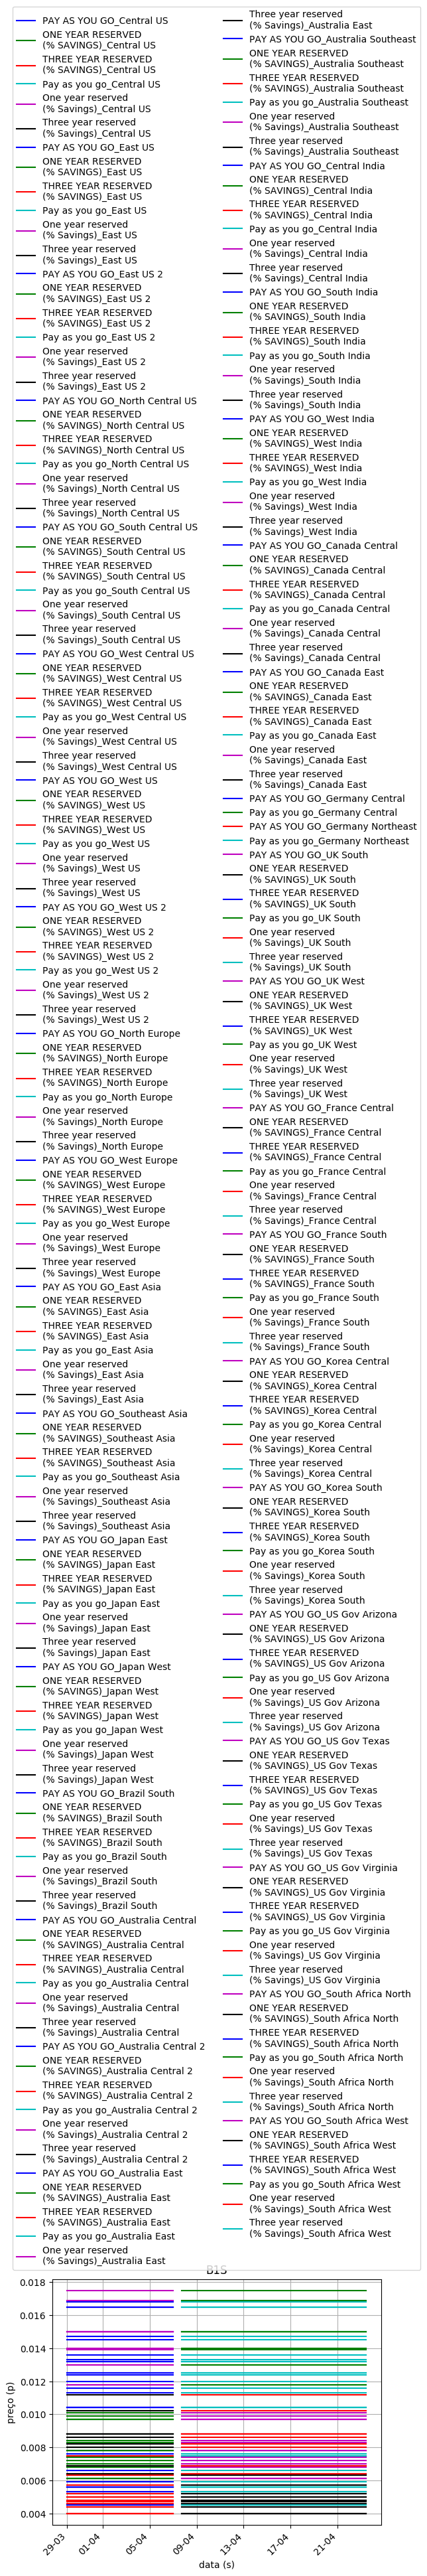 PAY AS YOU GO_Central US
ONE YEAR RESERVED
(% SAVINGS)_Central US
THREE YEAR RESERVED
(% SAVINGS)_Central US
Pay as you go_Central US
One year reserved
(% Savings)_Central US
Three year reserved
(% Savings)_Central US
PAY AS YOU GO_East US
ONE YEAR RESERVED
(% SAVINGS)_East US
THREE YEAR RESERVED
(% SAVINGS)_East US
Pay as you go_East US
One year reserved
(% Savings)_East US
Three year reserved
(% Savings)_East US
PAY AS YOU GO_East US 2
ONE YEAR RESERVED
(% SAVINGS)_East US 2
THREE YEAR RESERVED
(% SAVINGS)_East US 2
Pay as you go_East US 2
One year reserved
(% Savings)_East US 2
Three year reserved
(% Savings)_East US 2
PAY AS YOU GO_North Central US
ONE YEAR RESERVED
(% SAVINGS)_North Central US
THREE YEAR RESERVED
(% SAVINGS)_North Central US
Pay as you go_North Central US
One year reserved
(% Savings)_North Central US
Three year reserved
(% Savings)_North Central US
PAY AS YOU GO_South Central US
ONE YEAR RESERVED
(% SAVINGS)_South Central US
THREE YEAR RESERVED
(% SAVINGS)_South Central US
Pay as you go_South Central US
One year reserved
(% Savings)_South Central US
Three year reserved
(% Savings)_South Central US
PAY AS YOU GO_West Central US
ONE YEAR RESERVED
(% SAVINGS)_West Central US
THREE YEAR RESERVED
(% SAVINGS)_West Central US
Pay as you go_West Central US
One year reserved
(% Savings)_West Central US
Three year reserved
(% Savings)_West Central US
PAY AS YOU GO_West US
ONE YEAR RESERVED
(% SAVINGS)_West US
THREE YEAR RESERVED
(% SAVINGS)_West US
Pay as you go_West US
One year reserved
(% Savings)_West US
Three year reserved
(% Savings)_West US
PAY AS YOU GO_West US 2
ONE YEAR RESERVED
(% SAVINGS)_West US 2
THREE YEAR RESERVED
(% SAVINGS)_West US 2
Pay as you go_West US 2
One year reserved
(% Savings)_West US 2
Three year reserved
(% Savings)_West US 2
PAY AS YOU GO_North Europe
ONE YEAR RESERVED
(% SAVINGS)_North Europe
THREE YEAR RESERVED
(% SAVINGS)_North Europe
Pay as you go_North Europe
One year reserved
(% Savings)_North Europe
Three year reserved
(% Savings)_North Europe
PAY AS YOU GO_West Europe
ONE YEAR RESERVED
(% SAVINGS)_West Europe
THREE YEAR RESERVED
(% SAVINGS)_West Europe
Pay as you go_West Europe
One year reserved
(% Savings)_West Europe
Three year reserved
(% Savings)_West Europe
PAY AS YOU GO_East Asia
ONE YEAR RESERVED
(% SAVINGS)_East Asia
THREE YEAR RESERVED
(% SAVINGS)_East Asia
Pay as you go_East Asia
One year reserved
(% Savings)_East Asia
Three year reserved
(% Savings)_East Asia
PAY AS YOU GO_Southeast Asia
ONE YEAR RESERVED
(% SAVINGS)_Southeast Asia
THREE YEAR RESERVED
(% SAVINGS)_Southeast Asia
Pay as you go_Southeast Asia
One year reserved
(% Savings)_Southeast Asia
Three year reserved
(% Savings)_Southeast Asia
PAY AS YOU GO_Japan East
ONE YEAR RESERVED
(% SAVINGS)_Japan East
THREE YEAR RESERVED
(% SAVINGS)_Japan East
Pay as you go_Japan East
One year reserved
(% Savings)_Japan East
Three year reserved
(% Savings)_Japan East
PAY AS YOU GO_Japan West
ONE YEAR RESERVED
(% SAVINGS)_Japan West
THREE YEAR RESERVED
(% SAVINGS)_Japan West
Pay as you go_Japan West
One year reserved
(% Savings)_Japan West
Three year reserved
(% Savings)_Japan West
PAY AS YOU GO_Brazil South
ONE YEAR RESERVED
(% SAVINGS)_Brazil South
THREE YEAR RESERVED
(% SAVINGS)_Brazil South
Pay as you go_Brazil South
One year reserved
(% Savings)_Brazil South
Three year reserved
(% Savings)_Brazil South
PAY AS YOU GO_Australia Central
ONE YEAR RESERVED
(% SAVINGS)_Australia Central
THREE YEAR RESERVED
(% SAVINGS)_Australia Central
Pay as you go_Australia Central
One year reserved
(% Savings)_Australia Central
Three year reserved
(% Savings)_Australia Central
PAY AS YOU GO_Australia Central 2
ONE YEAR RESERVED
(% SAVINGS)_Australia Central 2
THREE YEAR RESERVED
(% SAVINGS)_Australia Central 2
Pay as you go_Australia Central 2
One year reserved
(% Savings)_Australia Central 2
Three year reserved
(% Savings)_Australia Central 2
PAY AS YOU GO_Australia East
ONE YEAR RESERVED
(% SAVINGS)_Australia East
THREE YEAR RESERVED
(% SAVINGS)_Australia East
Pay as you go_Australia East
One year reserved
(% Savings)_Australia East
Three year reserved
(% Savings)_Australia East
PAY AS YOU GO_Australia Southeast
ONE YEAR RESERVED
(% SAVINGS)_Australia Southeast
THREE YEAR RESERVED
(% SAVINGS)_Australia Southeast
Pay as you go_Australia Southeast
One year reserved
(% Savings)_Australia Southeast
Three year reserved
(% Savings)_Australia Southeast
PAY AS YOU GO_Central India
ONE YEAR RESERVED
(% SAVINGS)_Central India
THREE YEAR RESERVED
(% SAVINGS)_Central India
Pay as you go_Central India
One year reserved
(% Savings)_Central India
Three year reserved
(% Savings)_Central India
PAY AS YOU GO_South India
ONE YEAR RESERVED
(% SAVINGS)_South India
THREE YEAR RESERVED
(% SAVINGS)_South India
Pay as you go_South India
One year reserved
(% Savings)_South India
Three year reserved
(% Savings)_South India
PAY AS YOU GO_West India
ONE YEAR RESERVED
(% SAVINGS)_West India
THREE YEAR RESERVED
(% SAVINGS)_West India
Pay as you go_West India
One year reserved
(% Savings)_West India
Three year reserved
(% Savings)_West India
PAY AS YOU GO_Canada Central
ONE YEAR RESERVED
(% SAVINGS)_Canada Central
THREE YEAR RESERVED
(% SAVINGS)_Canada Central
Pay as you go_Canada Central
One year reserved
(% Savings)_Canada Central
Three year reserved
(% Savings)_Canada Central
PAY AS YOU GO_Canada East
ONE YEAR RESERVED
(% SAVINGS)_Canada East
THREE YEAR RESERVED
(% SAVINGS)_Canada East
Pay as you go_Canada East
One year reserved
(% Savings)_Canada East
Three year reserved
(% Savings)_Canada East
PAY AS YOU GO_Germany Central
Pay as you go_Germany Central
PAY AS YOU GO_Germany Northeast
Pay as you go_Germany Northeast
PAY AS YOU GO_UK South
ONE YEAR RESERVED
(% SAVINGS)_UK South
THREE YEAR RESERVED
(% SAVINGS)_UK South
Pay as you go_UK South
One year reserved
(% Savings)_UK South
Three year reserved
(% Savings)_UK South
PAY AS YOU GO_UK West
ONE YEAR RESERVED
(% SAVINGS)_UK West
THREE YEAR RESERVED
(% SAVINGS)_UK West
Pay as you go_UK West
One year reserved
(% Savings)_UK West
Three year reserved
(% Savings)_UK West
PAY AS YOU GO_France Central
ONE YEAR RESERVED
(% SAVINGS)_France Central
THREE YEAR RESERVED
(% SAVINGS)_France Central
Pay as you go_France Central
One year reserved
(% Savings)_France Central
Three year reserved
(% Savings)_France Central
PAY AS YOU GO_France South
ONE YEAR RESERVED
(% SAVINGS)_France South
THREE YEAR RESERVED
(% SAVINGS)_France South
Pay as you go_France South
One year reserved
(% Savings)_France South
Three year reserved
(% Savings)_France South
PAY AS YOU GO_Korea Central
ONE YEAR RESERVED
(% SAVINGS)_Korea Central
THREE YEAR RESERVED
(% SAVINGS)_Korea Central
Pay as you go_Korea Central
One year reserved
(% Savings)_Korea Central
Three year reserved
(% Savings)_Korea Central
PAY AS YOU GO_Korea South
ONE YEAR RESERVED
(% SAVINGS)_Korea South
THREE YEAR RESERVED
(% SAVINGS)_Korea South
Pay as you go_Korea South
One year reserved
(% Savings)_Korea South
Three year reserved
(% Savings)_Korea South
PAY AS YOU GO_US Gov Arizona
ONE YEAR RESERVED
(% SAVINGS)_US Gov Arizona
THREE YEAR RESERVED
(% SAVINGS)_US Gov Arizona
Pay as you go_US Gov Arizona
One year reserved
(% Savings)_US Gov Arizona
Three year reserved
(% Savings)_US Gov Arizona
PAY AS YOU GO_US Gov Texas
ONE YEAR RESERVED
(% SAVINGS)_US Gov Texas
THREE YEAR RESERVED
(% SAVINGS)_US Gov Texas
Pay as you go_US Gov Texas
One year reserved
(% Savings)_US Gov Texas
Three year reserved
(% Savings)_US Gov Texas
PAY AS YOU GO_US Gov Virginia
ONE YEAR RESERVED
(% SAVINGS)_US Gov Virginia
THREE YEAR RESERVED
(% SAVINGS)_US Gov Virginia
Pay as you go_US Gov Virginia
One year reserved
(% Savings)_US Gov Virginia
Three year reserved
(% Savings)_US Gov Virginia
PAY AS YOU GO_South Africa North
ONE YEAR RESERVED
(% SAVINGS)_South Africa North
THREE YEAR RESERVED
(% SAVINGS)_South Africa North
Pay as you go_South Africa North
One year reserved
(% Savings)_South Africa North
Three year reserved
(% Savings)_South Africa North
PAY AS YOU GO_South Africa West
ONE YEAR RESERVED
(% SAVINGS)_South Africa West
THREE YEAR RESERVED
(% SAVINGS)_South Africa West
Pay as you go_South Africa West
One year reserved
(% Savings)_South Africa West
Three year reserved
(% Savings)_South Africa West
B1S
0.018
0.016
0.014
0.012
0.010
0.008
0.006
0.004
preço (p)
29-03
01-04
05-04
09-04
13-04
17-04
21-04
data (s)